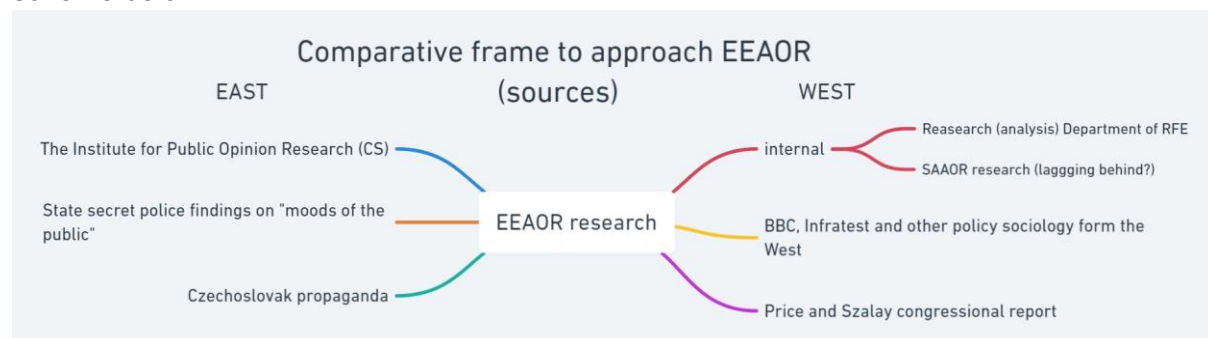 Comparative frame to approach EEAOR
(sources)
EAST
WEST
The Institute for Public Opinion Research (CS)
State secret police findings on "moods of the
public"
Czechoslovak propaganda
EEAOR research
internal
Reasearch (analysis) Department of RFE
SAAOR research (laggging behind?)
BBC, Infratest and other policy sociology form the
West
Price and Szalay congressional report